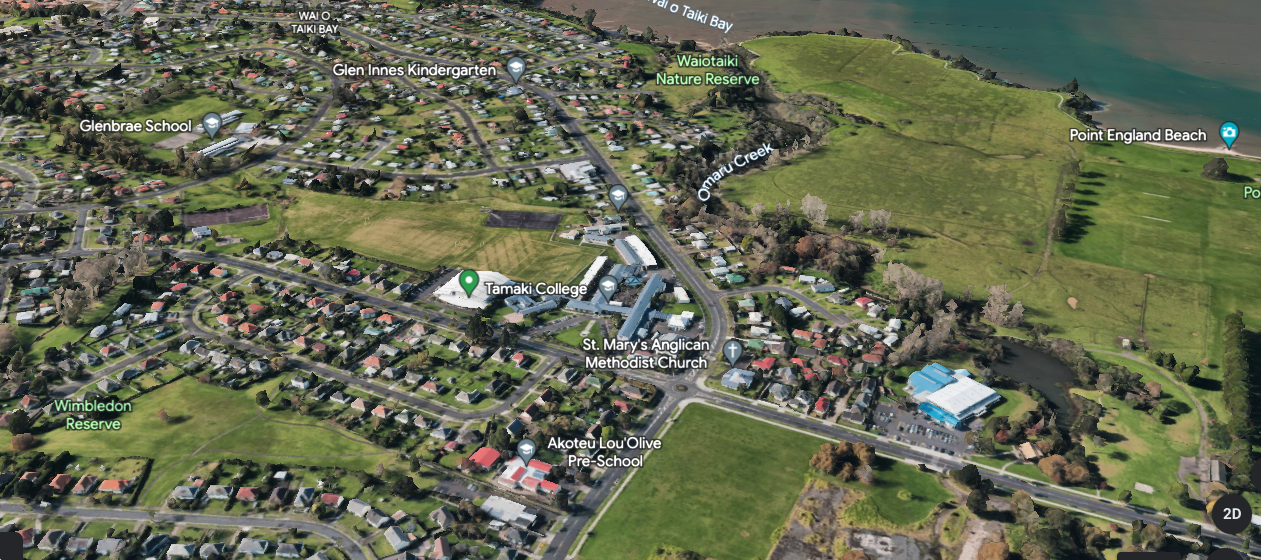 WAI O
TAIKI BAY
Wai o Taiki Bay
Glen Innes Kindergarten
Waiotaiki
Nature Reserve
Glenbrae School
Point England Beach
Omaru Creek
Po
Tamaki College
St. Mary's Anglican
Methodist Church
Wimbledon
Reserve
Akoteu Lou'Olive
Pre-School
2D